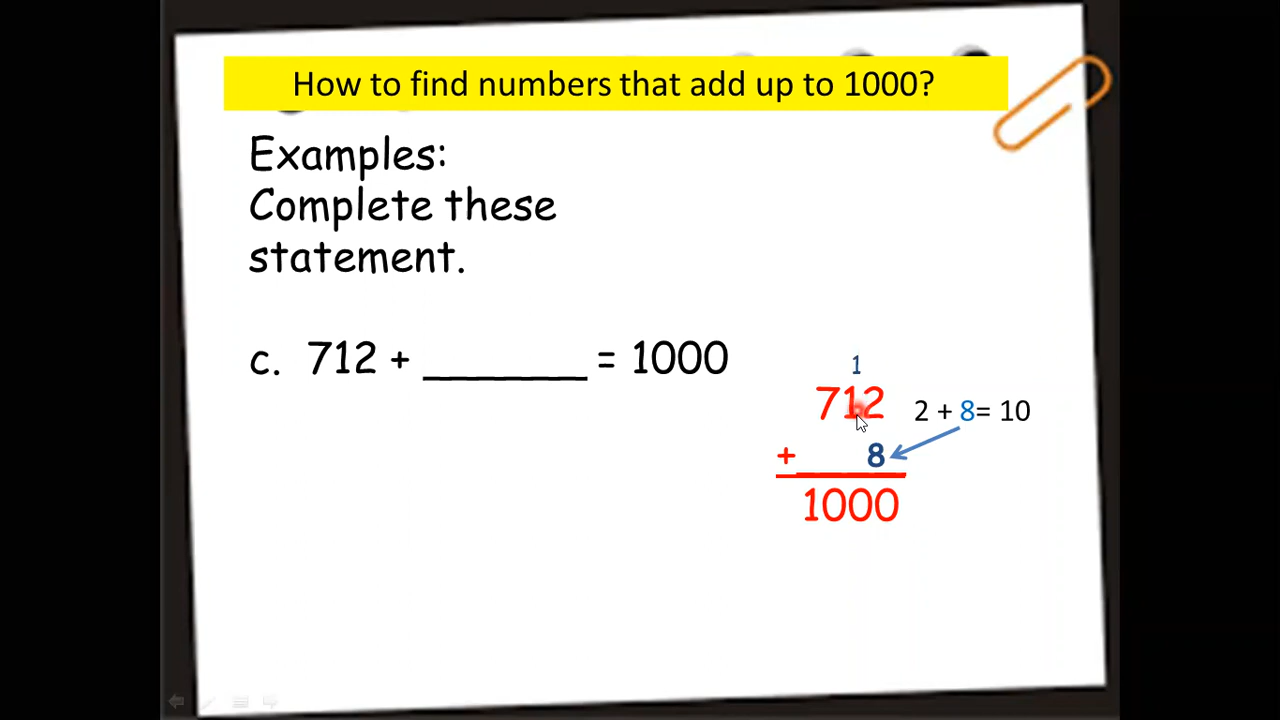 How to find numbers that add up to 1000?
Examples:
Complete these
statement.
c. 712 + ______ = 1000
1
712
2 + 8= 10
+ 8
1000